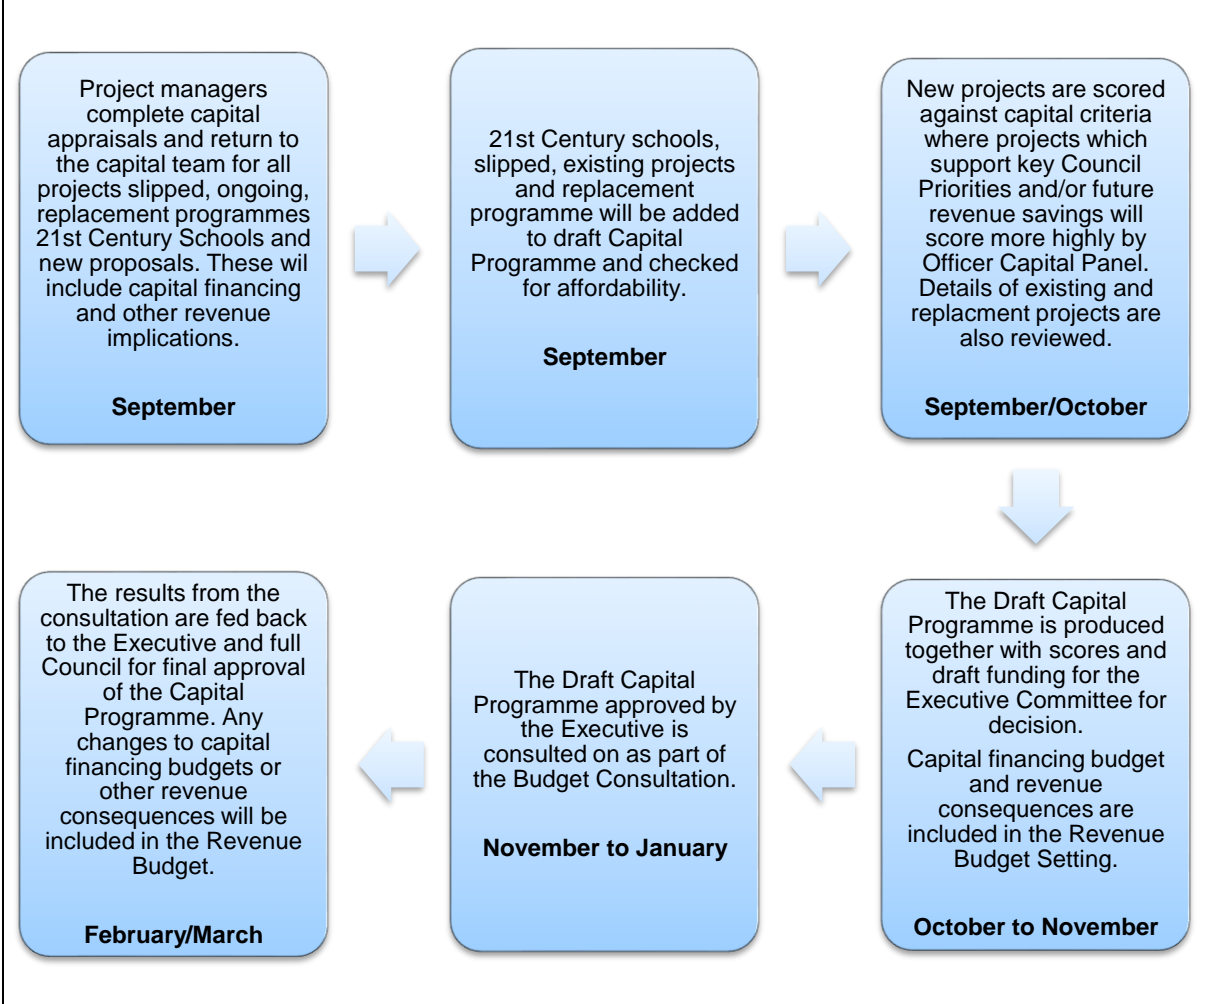 Project managers
complete capital
appraisals and return to
the capital team for all
projects slipped, ongoing,
replacement programmes
21st Century Schools and
new proposals. These wil
include capital financing
and other revenue
implications.
September
21st Century schools,
slipped, existing projects
and replacement
programme will be added
to draft Capital
Programme and checked
for affordability.
September
New projects are scored
against capital criteria
where projects which
support key Council
Priorities and/or future
revenue savings will
score more highly by
Officer Capital Panel.
Details of existing and
replacment projects are
also reviewed.
September/October
The Draft Capital
Programme is produced
together with scores and
draft funding for the
Executive Committee for
decision.
Capital financing budget
and revenue
consequences are
included in the Revenue
Budget Setting.
October to November
The Draft Capital
Programme approved by
the Executive is
consulted on as part of
the Budget Consultation.
November to January
The results from the
consultation are fed back
to the Executive and full
Council for final approval
of the Capital
Programme. Any
changes to capital
financing budgets or
other revenue
consequences will be
included in the Revenue
Budget.
February/March